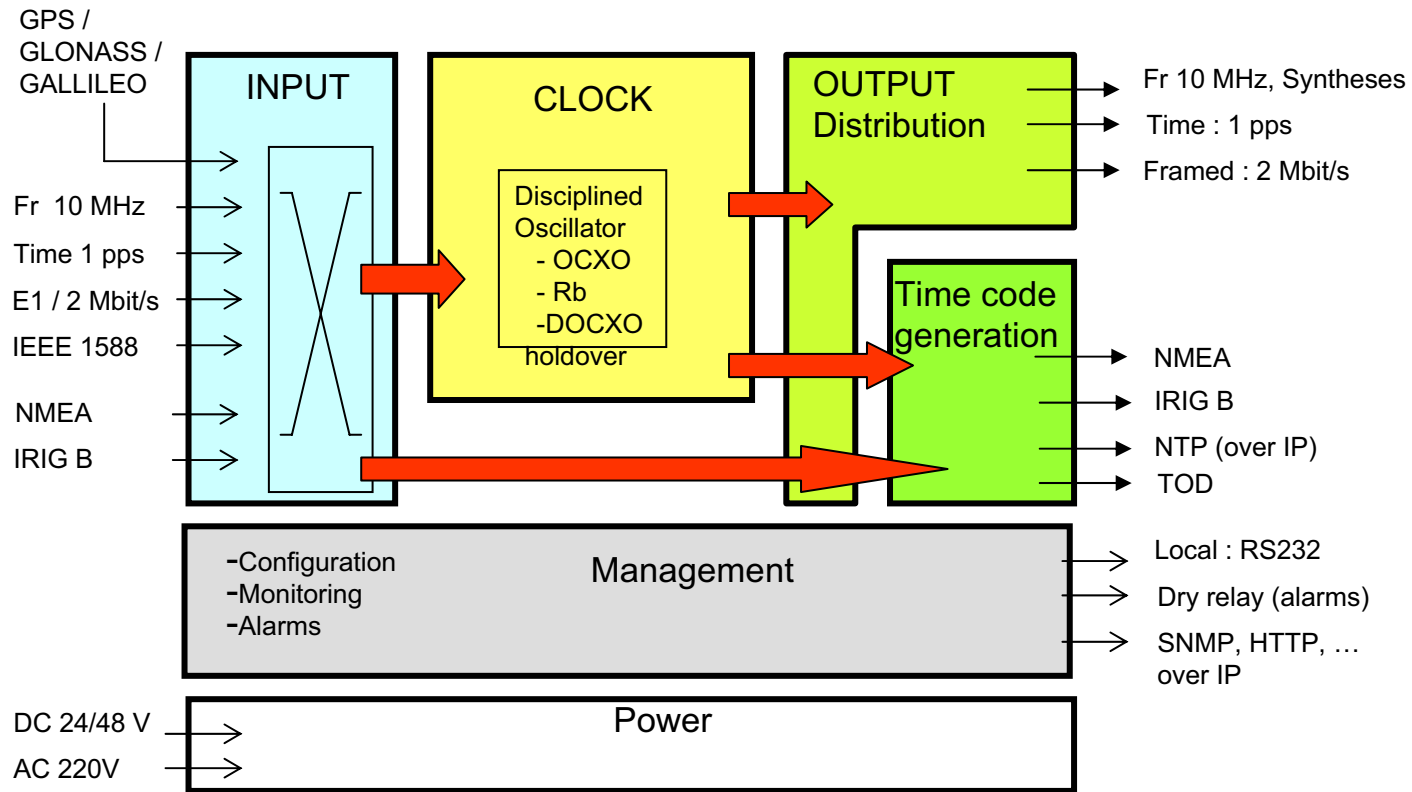 GPS /
GLONASS /
GALLILEO
Fr 10 MHz
Time 1 pps
E1 / 2 Mbit/s
IEEE 1588
NMEA
IRIG B
INPUT
CLOCK
Disciplined
Oscillator
- OCXO
- Rb
-DOCXO
holdover
OUTPUT
Distribution
Fr 10 MHz, Syntheses
Time : 1 pps
Framed : 2 Mbit/s
Time code
generation
NMEA
IRIG B
NTP (over IP)
TOD
-Configuration
-Monitoring
-Alarms
Management
Local : RS232
Dry relay (alarms)
SNMP, HTTP, …
over IP
DC 24/48 V
AC 220V
Power